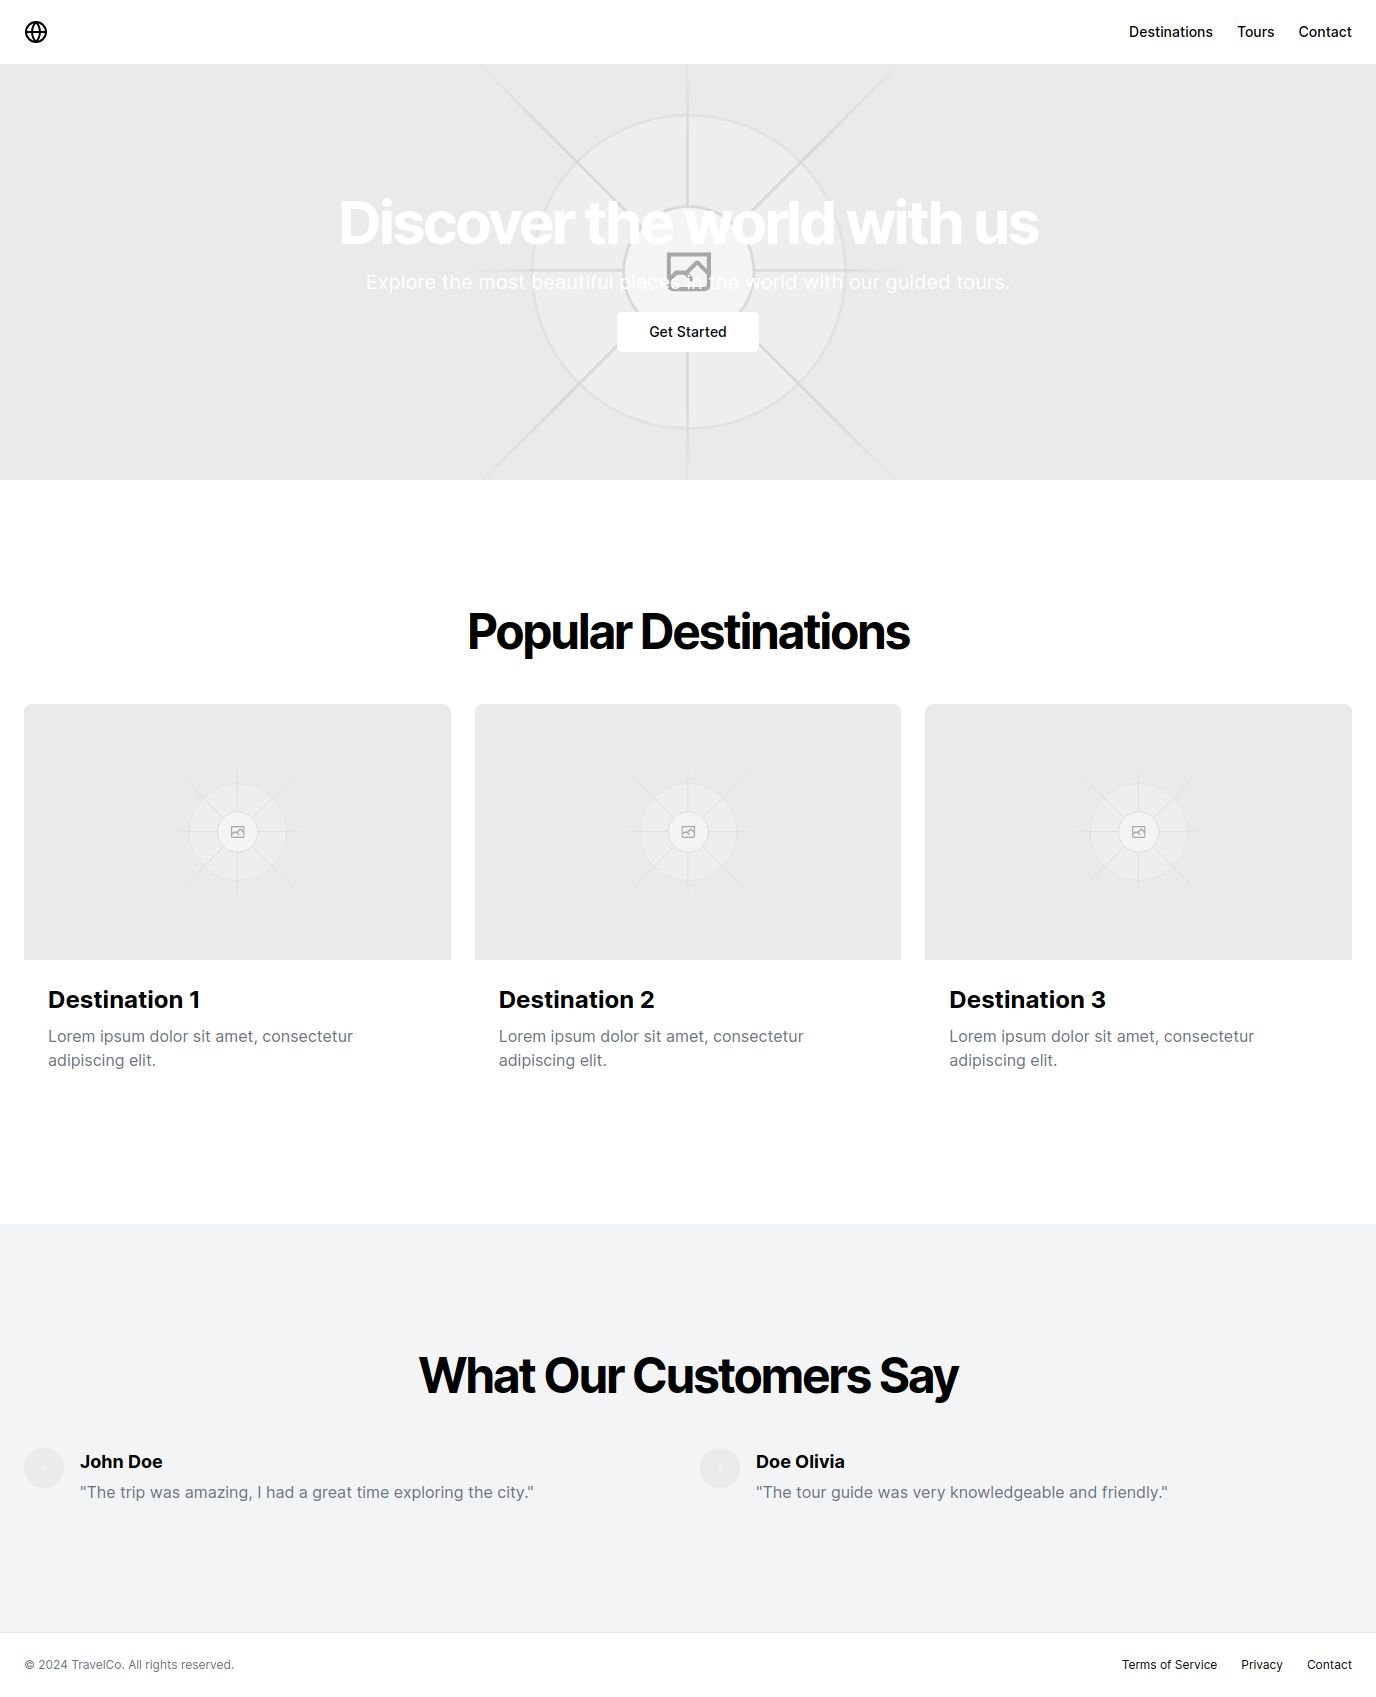 Destinations Tours Contact
Discover the world with us
Explore the most beautiful places in the world with our guided tours.
Get Started
Popular Destinations
Destination 1
Lorem ipsum dolor sit amet, consectetur
adipiscing elit.
Destination 2
Lorem ipsum dolor sit amet, consectetur
adipiscing elit.
Destination 3
Lorem ipsum dolor sit amet, consectetur
adipiscing elit.
What Our Customers Say
John Doe
"The trip was amazing, I had a great time exploring the city."
Doe Olivia
"The tour guide was very knowledgeable and friendly."
© 2024 TravelCo. All rights reserved.
Terms of Service Privacy Contact